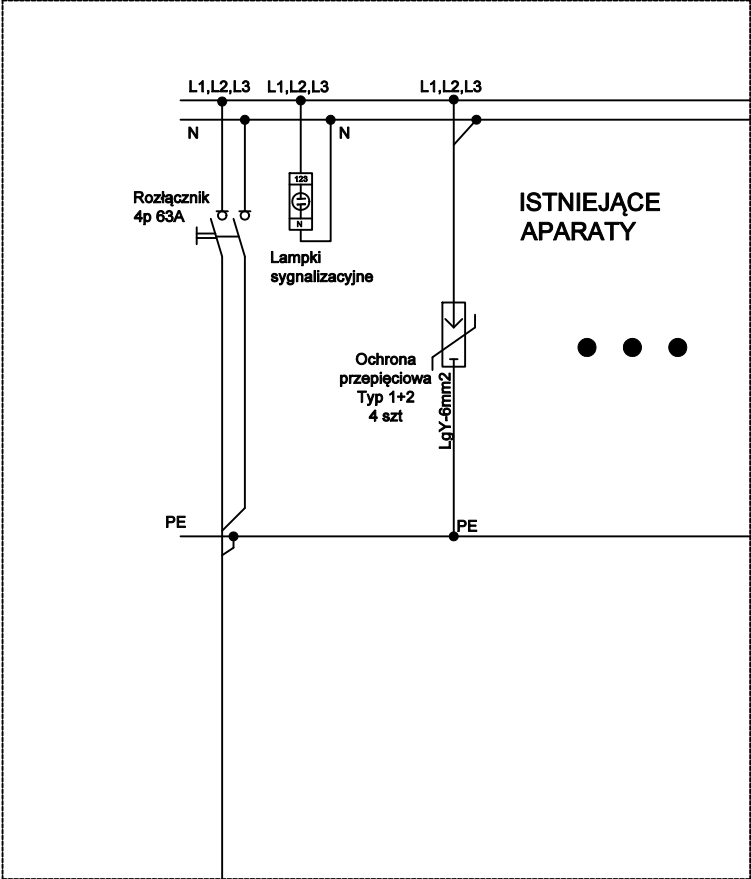 L1,L2,L3
L1,L2,L3
L1,L2,L3
N
N
123
N
Rozłącznik
4p 63A
Lampki
sygnalizacyjne
ISTNIEJĄCE
APARATY
Ochrona
przepięciowa
Typ 1+2
4 szt
LgY-6mm2
PE
PE